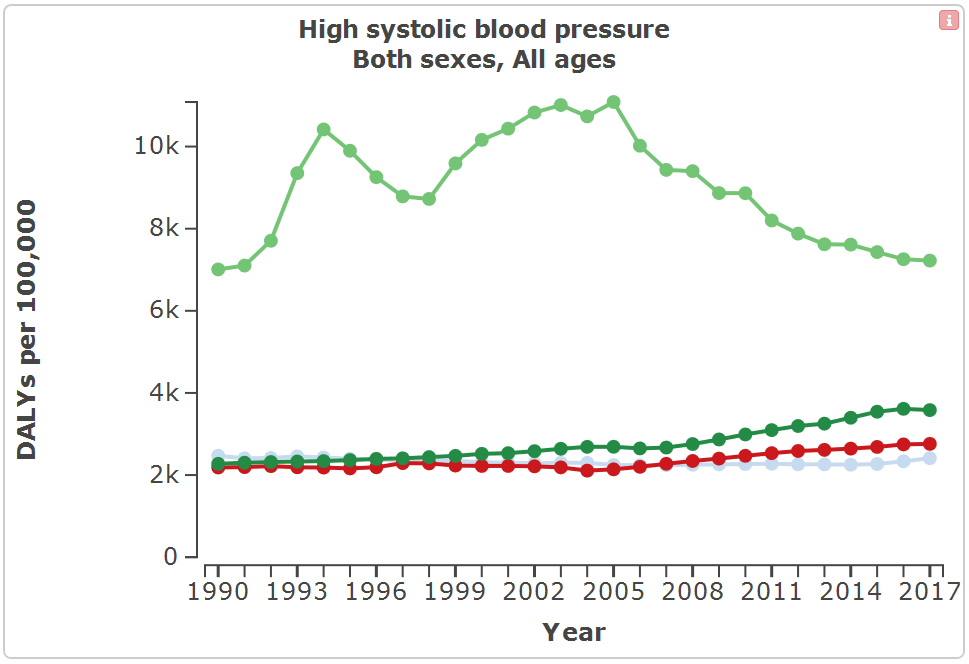 High systolic blood pressure
Both sexes, All ages
i
DALYs per 100,000
10k
8k
6k
4k
2k
0
1990 1993 1996 1999 2002 2005 2008 2011 2014 2017
Year